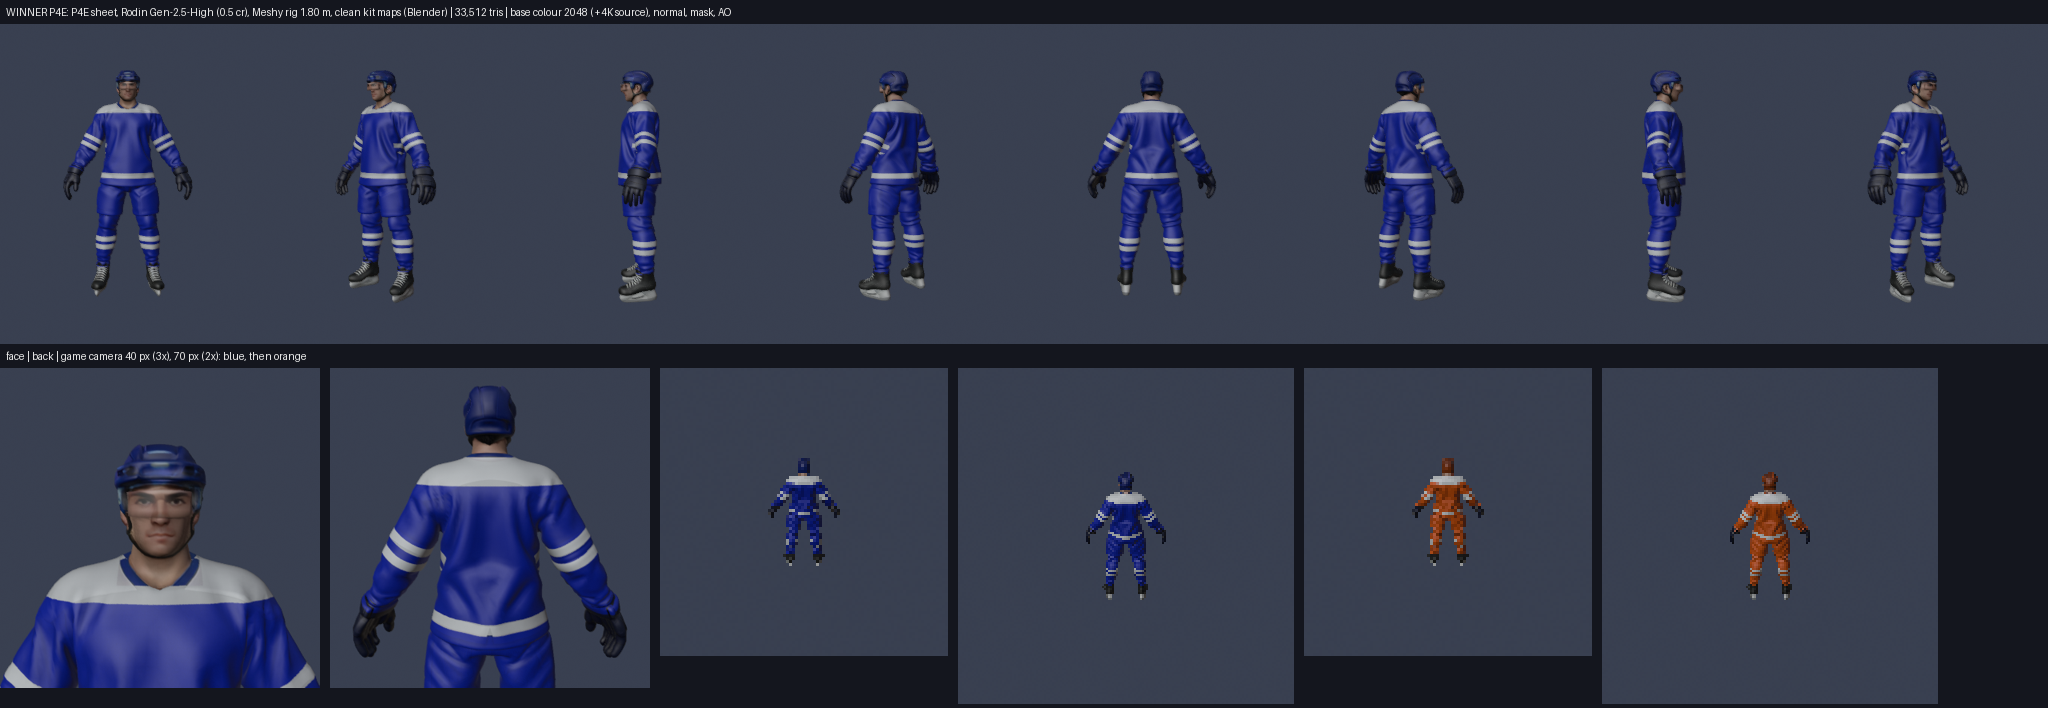 WINNER P4E: P4E sheet, Rodin Gen-2.5-High (0.5 cr), Meshy rig 1.80 m, clean kit maps (Blender) | 33,512 tris | base colour 2048 (+4K source), normal, mask, AO
face | back | game camera 40 px (3x), 70 px (2x): blue, then orange